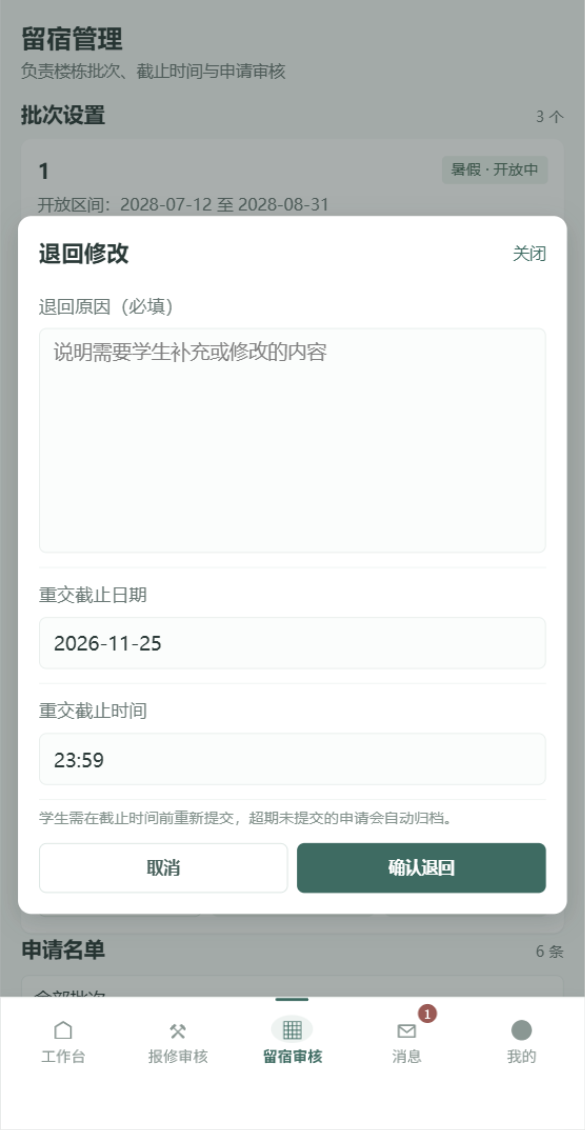 留宿管理
负责楼栋批次、截止时间与申请审核
批次设置
3 个
1
暑假 · 开放中
开放区间：2028-07-12 至 2028-08-31
退回修改
关闭
退回原因（必填）
说明需要学生补充或修改的内容
重交截止日期
2026-11-25
重交截止时间
23:59
学生需在截止时间前重新提交，超期未提交的申请会自动归档。
取消
确认退回
申请名单
6 条
全部批次
1
工作台
报修审核
留宿审核
消息
我的